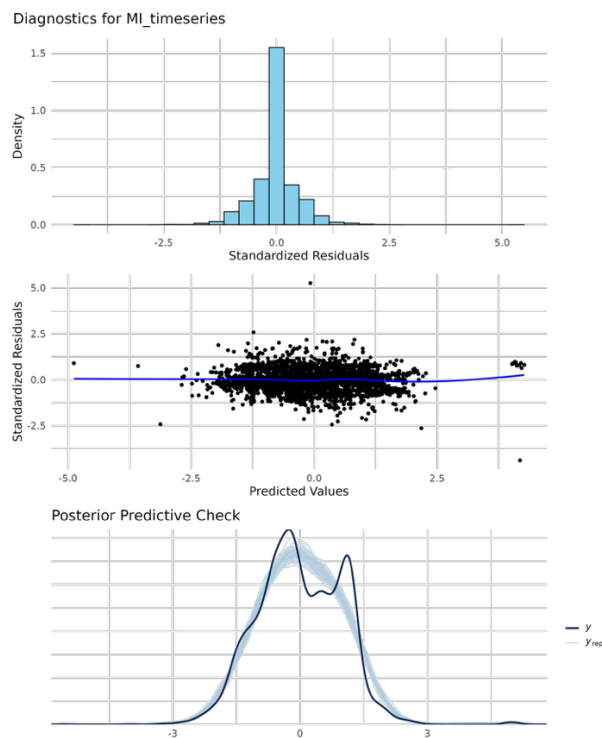 Diagnostics for MI_timeseries
1.5
1.0
0.5
0.0
Density
-2.5 0.0 2.5 5.0
Standardized Residuals
5.0
2.5
0.0
-2.5
Standardized Residuals
-5.0 -2.5 0.0 2.5
Predicted Values
Posterior Predictive Check
y
y rep
-3 0 3